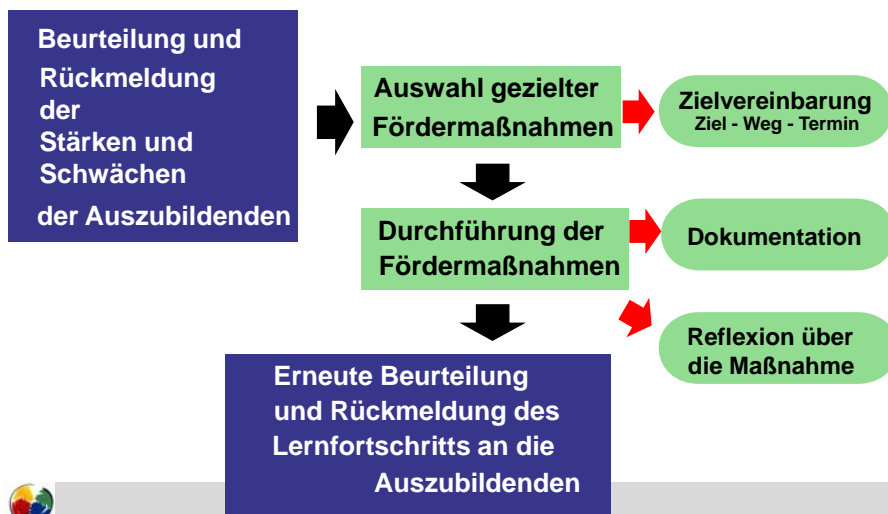 Beurteilung und
Rückmeldung
der
Stärken und
Schwächen
der Auszubildenden
Auswahl gezielter
Fördermaßnahmen
Zielvereinbarung
Ziel - Weg - Termin
Durchführung der
Fördermaßnahmen
Dokumentation
Reflexion über
die Maßnahme
Erneute Beurteilung
und Rückmeldung des
Lernfortschritts an die
Auszubildenden